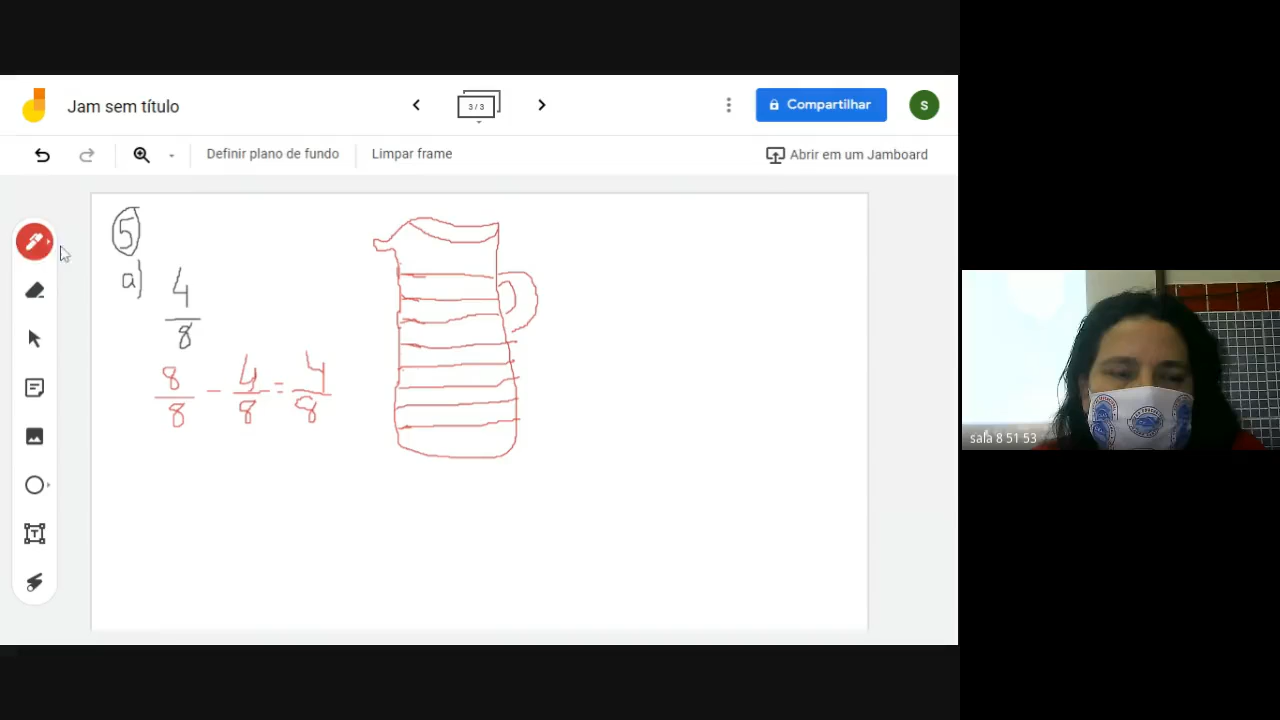 Jam sem título
3 / 3
Compartilhar
S
Definir plano de fundo
Limpar frame
Abrir em um Jamboard
5
a) 4/8
8/8 - 4/8 = 4/8
T
sala 8 51 53